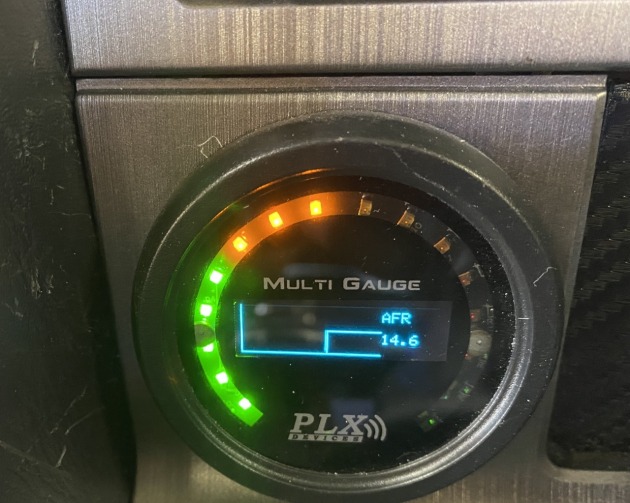 MULTI GAUGE
AFR
14.6
PLX
DEVICES